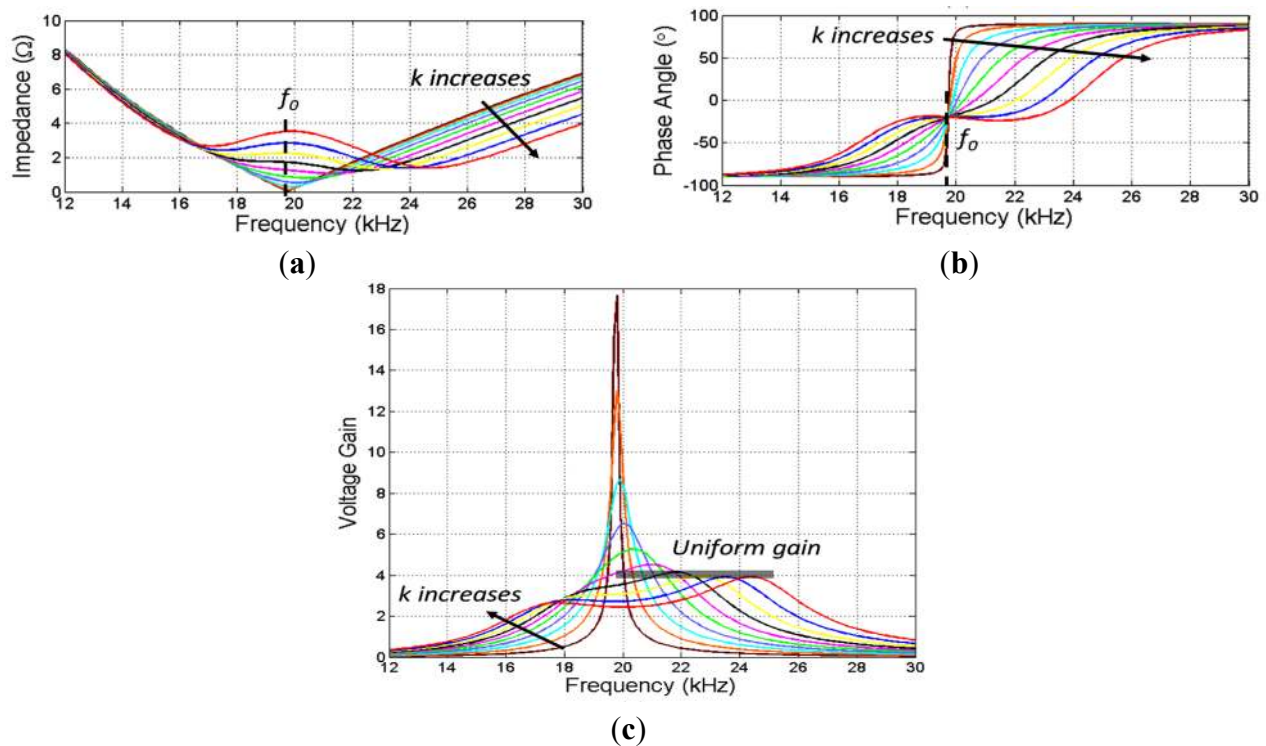 10
8
6
4
2
0
Impedance (Ω)
f0
k increases
12 14 16 18 20 22 24 26 28 30
Frequency (kHz)
(a)
100
50
0
-50
-100
Phase Angle (°)
k increases
f0
12 14 16 18 20 22 24 26 28 30
Frequency (kHz)
(b)
18
16
14
12
10
8
6
4
2
0
Voltage Gain
Uniform gain
k increases
12 14 16 18 20 22 24 26 28 30
Frequency (kHz)
(c)